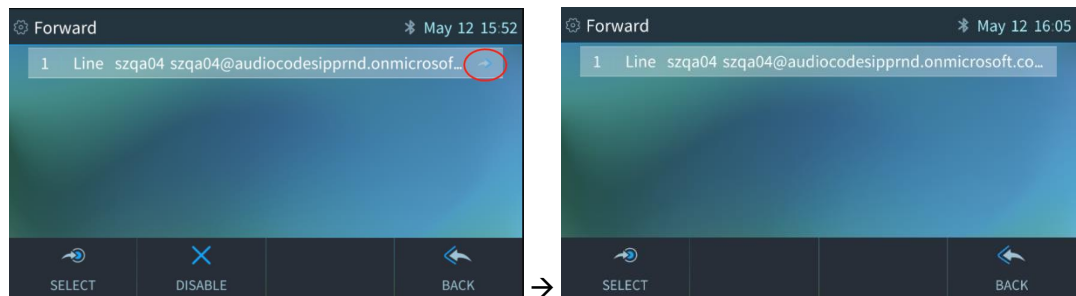 Forward May 12 15:52
1 Line szqa04 szqa04@audiocodesipprnd.onmicrosof...
SELECT DISABLE BACK
→
Forward May 12 16:05
1 Line szqa04 szqa04@audiocodesipprnd.onmicrosoft.co...
SELECT BACK